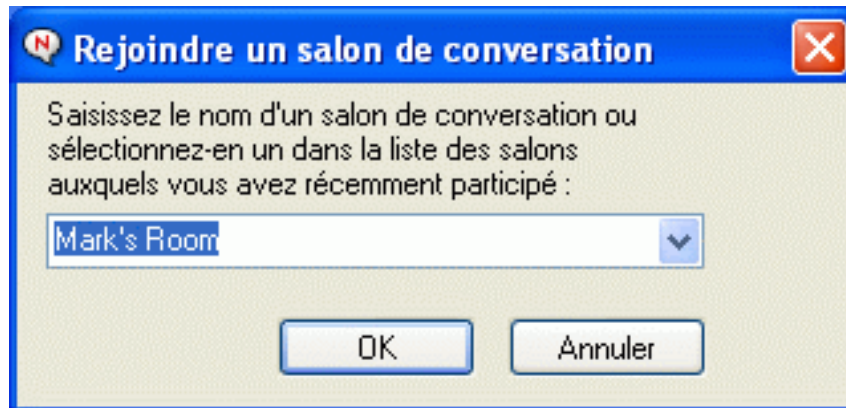 Rejoindre un salon de conversation
Saisissez le nom d'un salon de conversation ou
sélectionnez-en un dans la liste des salons
auxquels vous avez récemment participé :
Mark's Room
OK Annuler